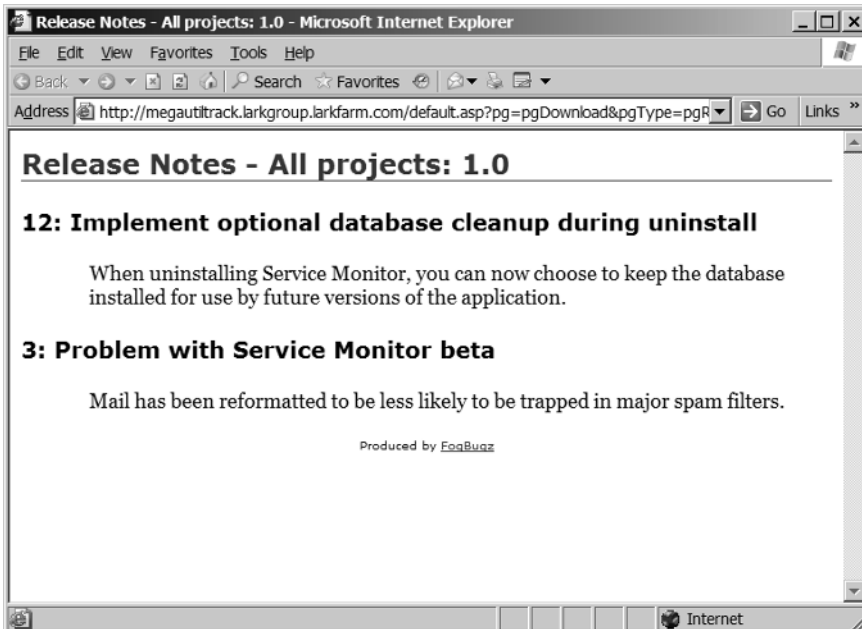 Release Notes - All projects: 1.0 - Microsoft Internet Explorer
File Edit View Favorites Tools Help
Back Search Favorites
Address http://megautiltrack.larkgroup.larkfarm.com/default.asp?pg=pgDownload&pgType=pgR Go Links »
Release Notes - All projects: 1.0
12: Implement optional database cleanup during uninstall
When uninstalling Service Monitor, you can now choose to keep the database
installed for use by future versions of the application.
3: Problem with Service Monitor beta
Mail has been reformatted to be less likely to be trapped in major spam filters.
Produced by FogBugz
Internet